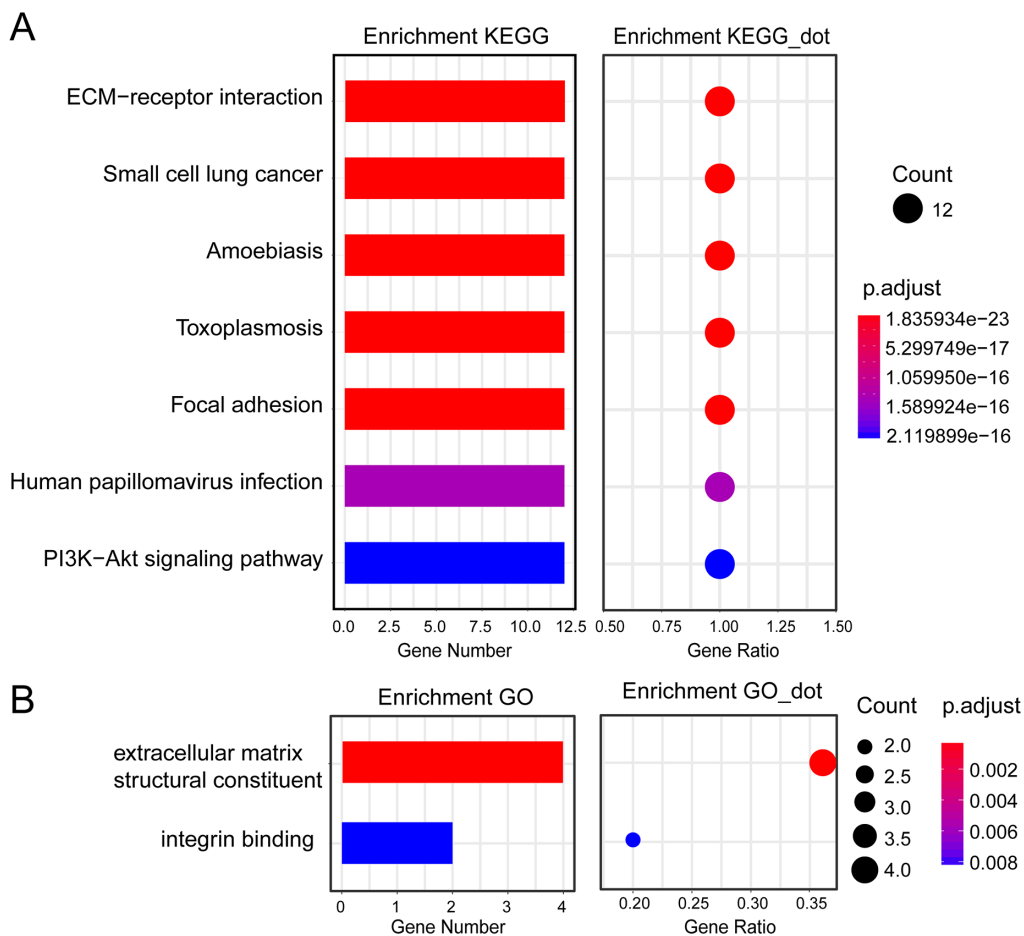 A
Enrichment KEGG
Enrichment KEGG_dot
ECM−receptor interaction
Small cell lung cancer
Amoebiasis
Toxoplasmosis
Focal adhesion
Human papillomavirus infection
PI3K−Akt signaling pathway
0.0 2.5 5.0 7.5 10.0 12.5
Gene Number
0.50 0.75 1.00 1.25 1.50
Gene Ratio
Count
12
p.adjust
1.835934e−23
5.299749e−17
1.059950e−16
1.589924e−16
2.119899e−16
B
Enrichment GO
Enrichment GO_dot
extracellular matrix
structural constituent
integrin binding
0 1 2 3 4
Gene Number
0.20 0.25 0.30 0.35
Gene Ratio
Count
2.0
2.5
3.0
3.5
4.0
p.adjust
0.002
0.004
0.006
0.008